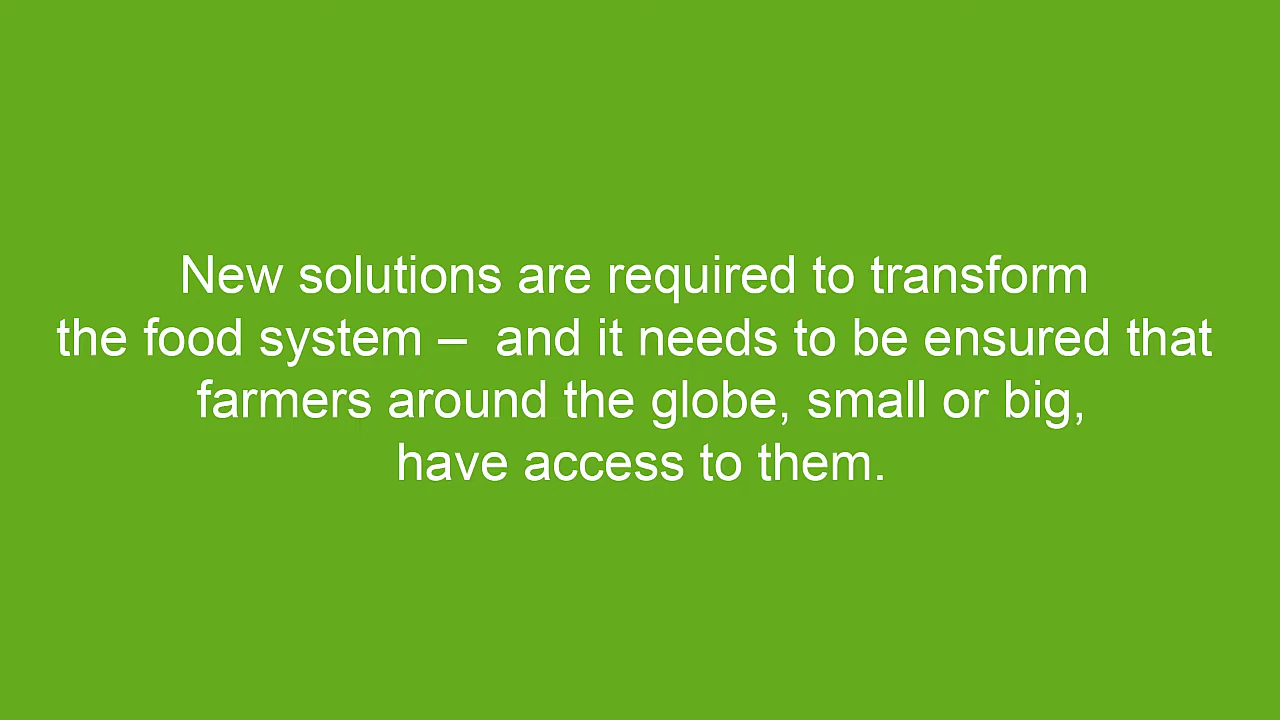 New solutions are required to transform
the food system –  and it needs to be ensured that
farmers around the globe, small or big,
have access to them.